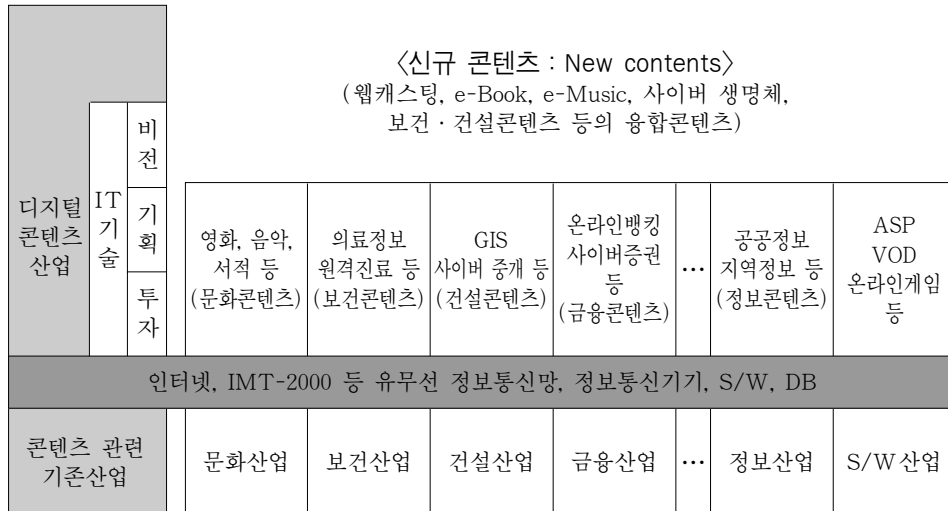 〈신규 콘텐츠 : New contents〉
(웹캐스팅, e-Book, e-Music, 사이버 생명체,
보건 · 건설콘텐츠 등의 융합콘텐츠)
디지털
콘텐츠
산업
IT
기
술
비
전
기
획
투
자
영화, 음악,
서적 등
(문화콘텐츠)
의료정보
원격진료 등
(보건콘텐츠)
GIS
사이버 중개 등
(건설콘텐츠)
온라인뱅킹
사이버증권
등
(금융콘텐츠)
…
공공정보
지역정보 등
(정보콘텐츠)
ASP
VOD
온라인게임
등
인터넷, IMT-2000 등 유무선 정보통신망, 정보통신기기, S/W, DB
콘텐츠 관련
기존산업
문화산업
보건산업
건설산업
금융산업
…
정보산업
S/W산업